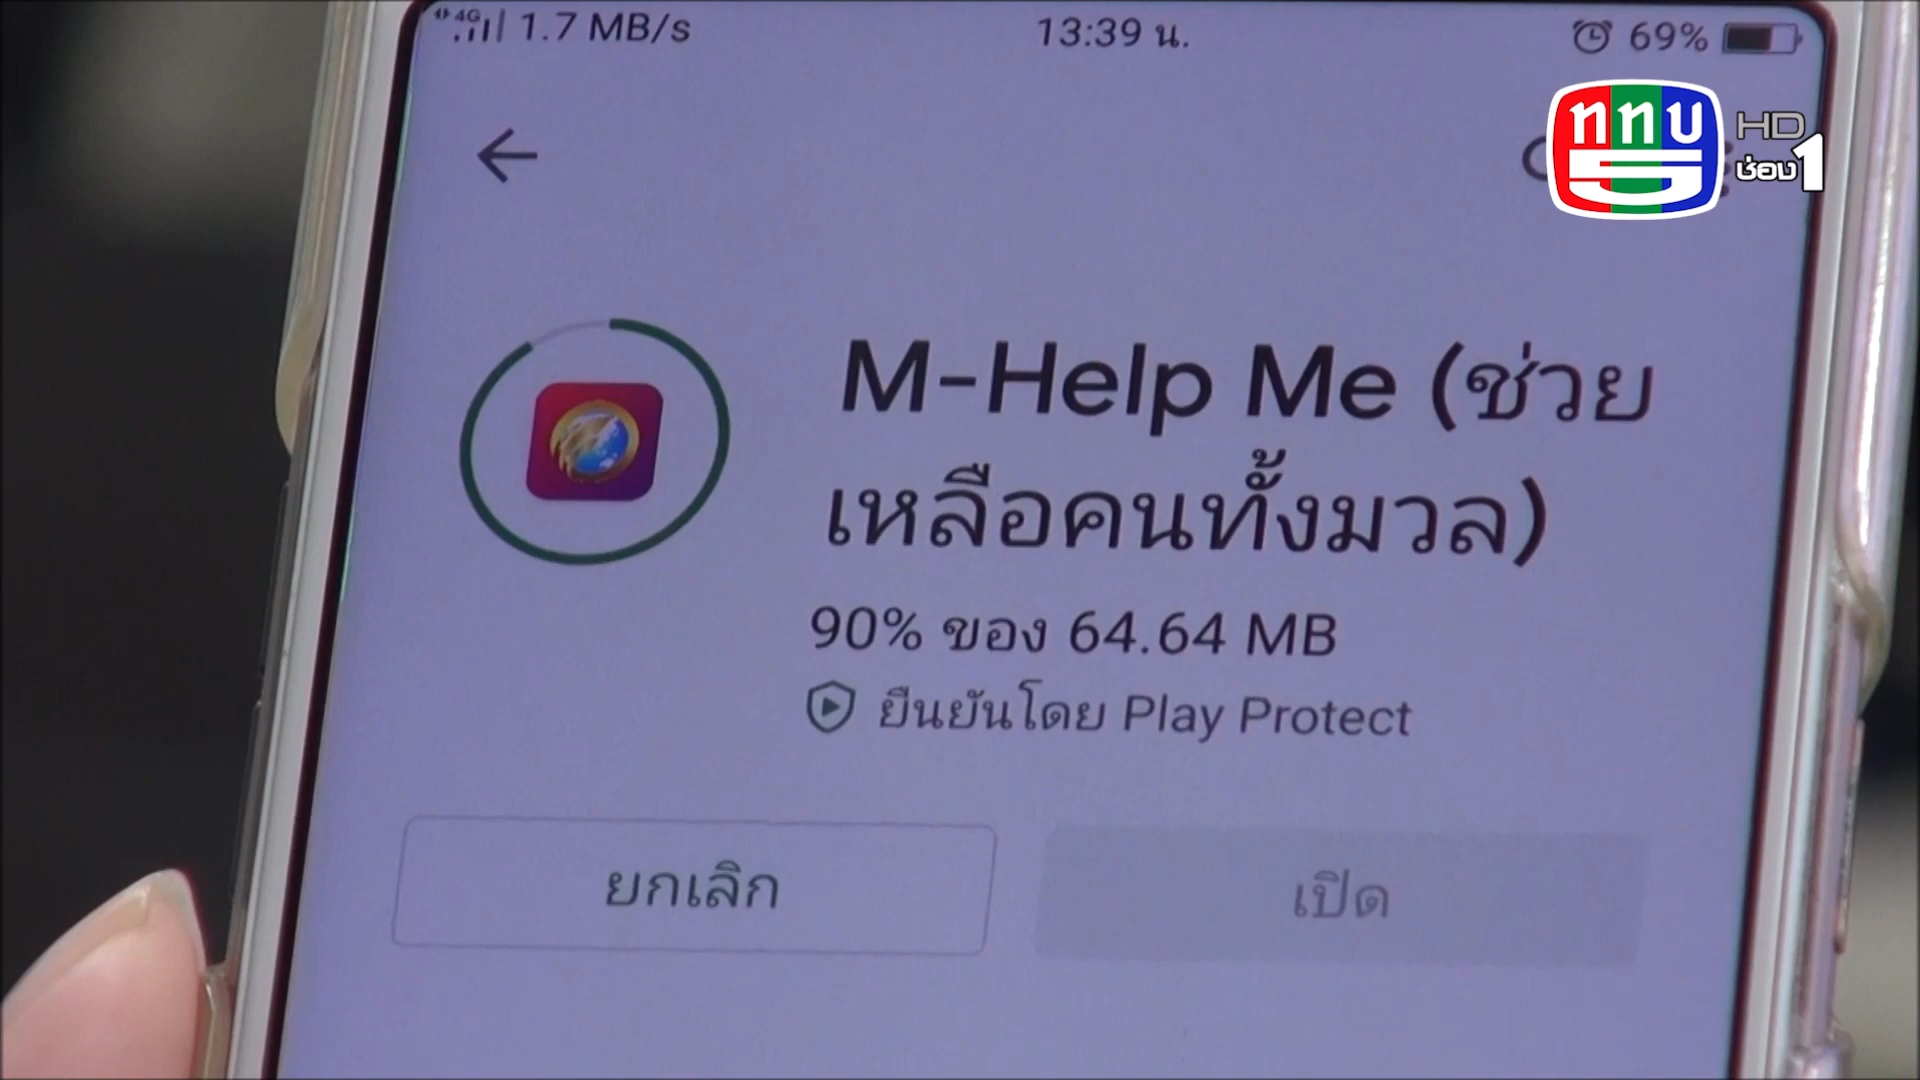 4G 1.7 MB/s 13:39 น. 69%
ททบ HD
5 ช่อง1
M-Help Me (ช่วย
เหลือคนทั้งมวล)
90% ของ 64.64 MB
ยืนยันโดย Play Protect
ยกเลิก เปิด